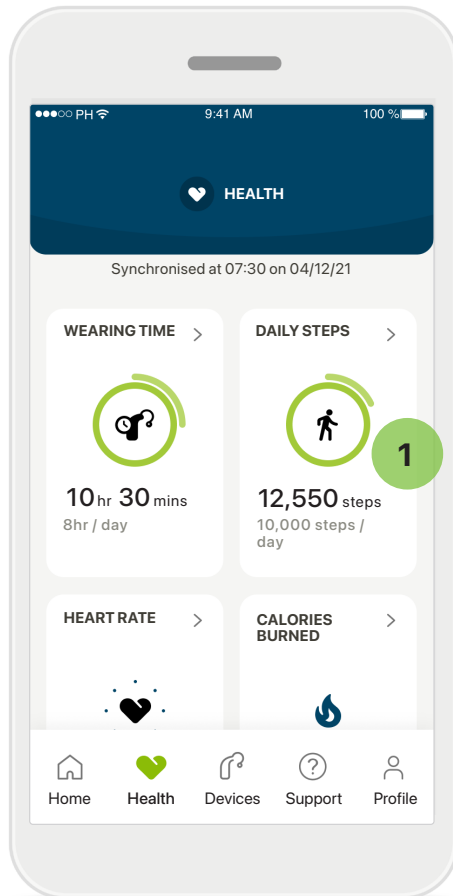 PH 9:41 AM 100 %
HEALTH
Synchronised at 07:30 on 04/12/21
WEARING TIME
10 hr 30 mins
8hr / day
DAILY STEPS
1
12,550 steps
10,000 steps /
day
HEART RATE
CALORIES
BURNED
?
Home Health Devices Support Profile